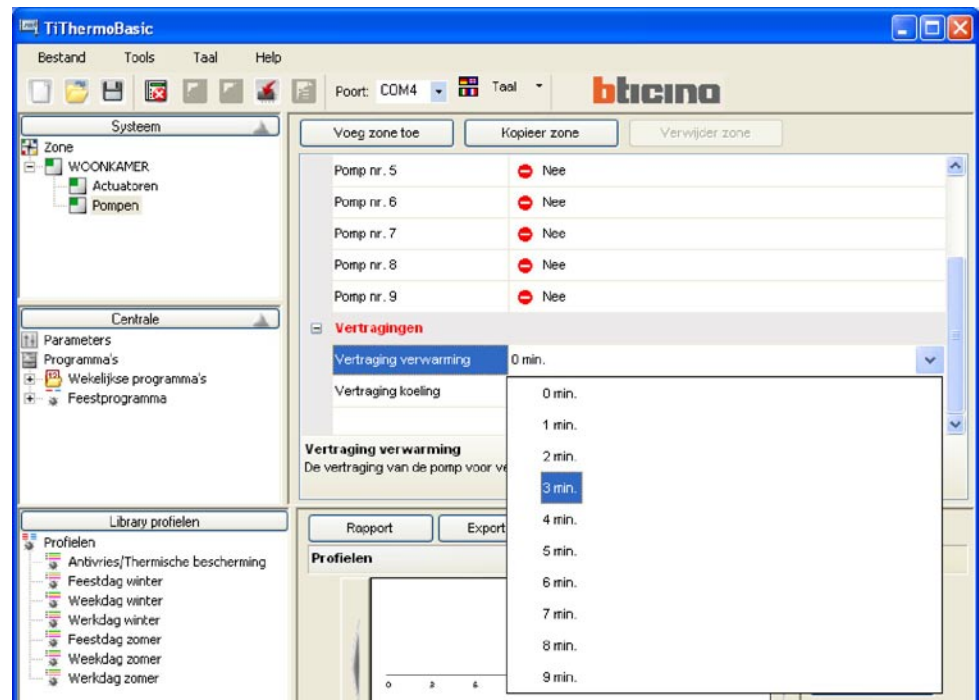 TiThermoBasic
Bestand Tools Taal Help
Poort: COM4 Taal bticino
Systeem
Zone
WOONKAMER
Actuatoren
Pompen
Centrale
Parameters
Programma's
Wekelijkse programma's
Feestprogramma
Library profielen
Profielen
Antivries/Thermische bescherming
Feestdag winter
Weekdag winter
Werkdag winter
Feestdag zomer
Weekdag zomer
Werkdag zomer
Voeg zone toe Kopieer zone Verwijder zone
Pomp nr. 5 Nee
Pomp nr. 6 Nee
Pomp nr. 7 Nee
Pomp nr. 8 Nee
Pomp nr. 9 Nee
Vertragingen
Vertraging verwarming 0 min.
Vertraging koeling
0 min.
1 min.
2 min.
3 min.
4 min.
5 min.
6 min.
7 min.
8 min.
9 min.
Vertraging verwarming
De vertraging van de pomp voor ve
Rapport Export
Profielen
0 2 4